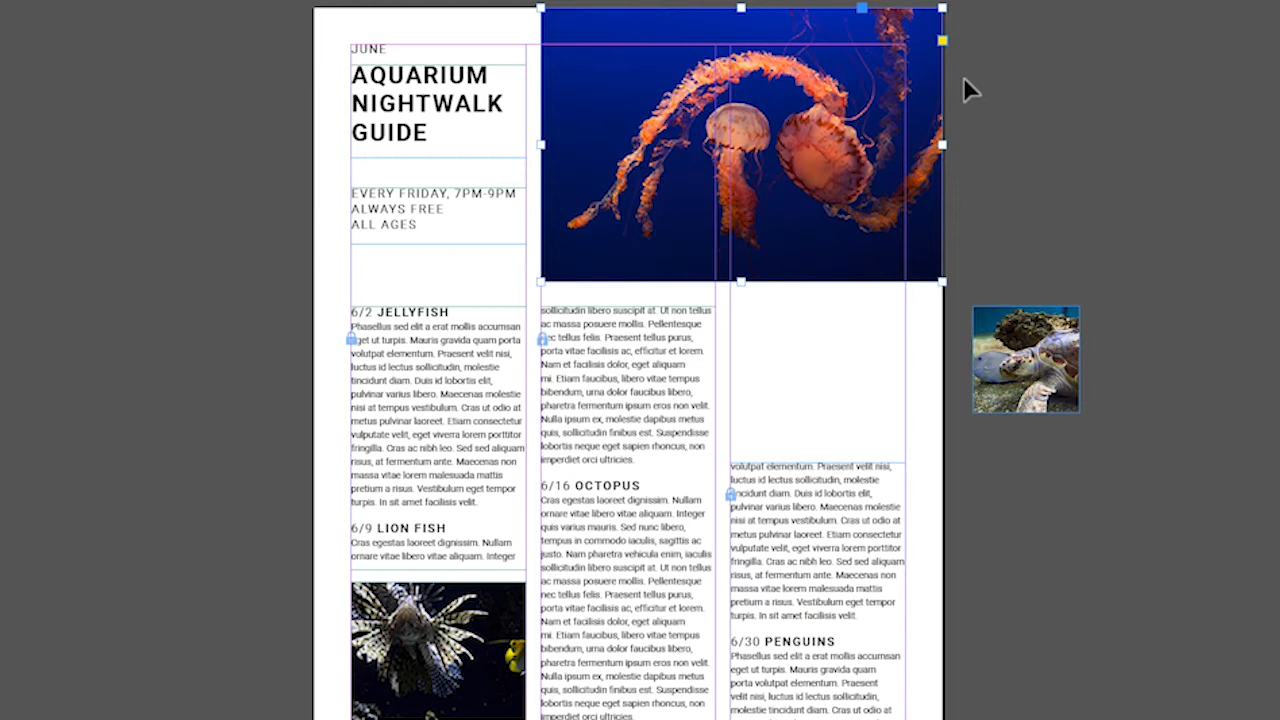 JUNE
AQUARIUM
NIGHTWALK
GUIDE
EVERY FRIDAY, 7PM-9PM
ALWAYS FREE
ALL AGES
6/2 JELLYFISH
Phasellus sed elit a erat mollis accumsan
eget ut turpis. Mauris gravida quam porta
volutpat elementum. Praesent velit nisi,
luctus id lectus sollicitudin, molestie
tincidunt diam. Duis id lobortis elit,
pulvinar varius libero. Maecenas molestie
nisi at tempus vestibulum. Cras ut odio at
metus placerat luctus. Etiam consectetur
vulputate velit, eget viverra lorem porttitor
fringilla. Cras ac nibh leo. Sed sed aliquam
risus, at fermentum ante. Maecenas non
massa vitae lorem malesuada mattis
pretium a risus. Vestibulum eget tempor
turpis. In sit amet facilisis velit.
6/9 LION FISH
Cras egestas laoreet dignissim. Nullam
ornare vitae libero vitae aliquam. Integer
sollicitudin libero suscipit at. Ut non tellus
ac massa posuere mollis. Pellentesque
nec tellus felis. Praesent tellus purus,
porta vitae facilisis ac, efficitur et lorem.
Nam et facilisis dolor, eget aliquam
mi. Etiam faucibus, libero vitae tempus
bibendum, urna dolor faucibus libero,
pharetra fermentum ipsum eros non velit.
Nulla ipsum ex, molestie dapibus metus
quis, sollicitudin finibus est. Suspendisse
lobortis neque eget sapien rhoncus, non
imperdiet orci ultricies.
6/16 OCTOPUS
Cras egestas laoreet dignissim. Nullam
ornare vitae libero vitae aliquam. Integer
quis varius mauris. Sed nunc libero,
tempus in commodo iaculis, sagittis ac
justo. Nam pharetra vehicula enim, iaculis
sollicitudin libero suscipit at. Ut non tellus
ac massa posuere mollis. Pellentesque
nec tellus felis. Praesent tellus purus,
porta vitae facilisis ac, efficitur et lorem.
Nam et facilisis dolor, eget aliquam
mi. Etiam faucibus, libero vitae tempus
bibendum, urna dolor faucibus libero,
pharetra fermentum ipsum eros non velit.
Nulla ipsum ex, molestie dapibus metus
quis, sollicitudin finibus est. Suspendisse
lobortis neque eget sapien rhoncus, non
imperdiet orci ultricies.
volutpat elementum. Praesent velit nisi,
luctus id lectus sollicitudin, molestie
tincidunt diam. Duis id lobortis elit,
pulvinar varius libero. Maecenas molestie
nisi at tempus vestibulum. Cras ut odio at
metus placerat luctus. Etiam consectetur
vulputate velit, eget viverra lorem porttitor
fringilla. Cras ac nibh leo. Sed sed aliquam
risus, at fermentum ante. Maecenas non
massa vitae lorem malesuada mattis
pretium a risus. Vestibulum eget tempor
turpis. In sit amet facilisis velit.
6/30 PENGUINS
Phasellus sed elit a erat mollis accumsan
eget ut turpis. Mauris gravida quam
porta volutpat elementum. Praesent
velit nisi, luctus id lectus sollicitudin,
molestie tincidunt diam. Cras ut odio at